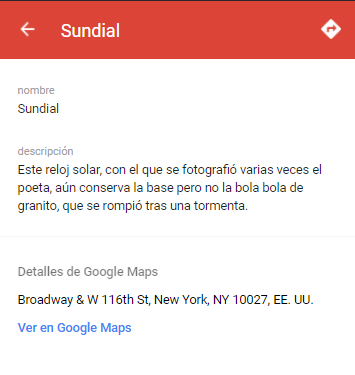 Sundial
nombre
Sundial
descripción
Este reloj solar, con el que se fotografió varias veces el
poeta, aún conserva la base pero no la bola bola de
granito, que se rompió tras una tormenta.
Detalles de Google Maps
Broadway & W 116th St, New York, NY 10027, EE. UU.
Ver en Google Maps